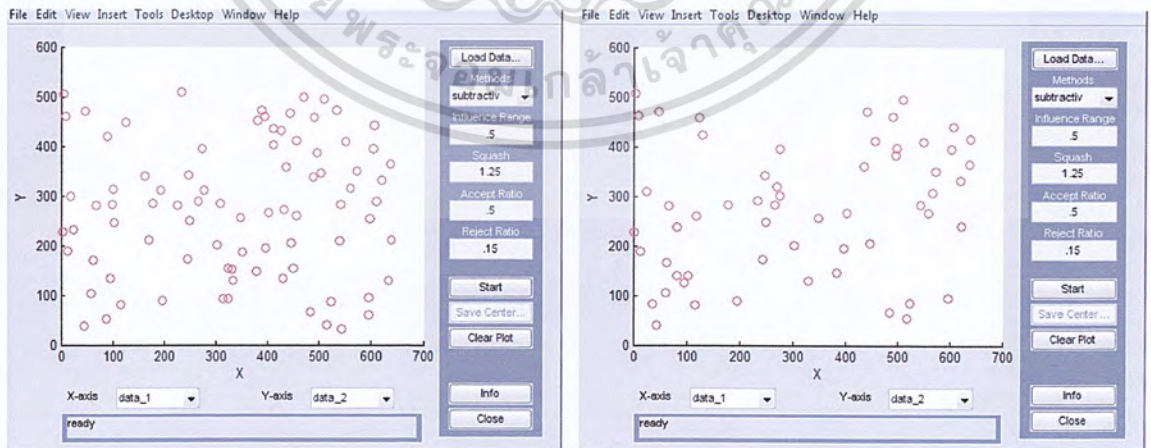 File Edit View Insert Tools Desktop Window Help
600
500
400
300
200
100
0
Y
0 100 200 300 400 500 600 700
X
X-axis data_1 Y-axis data_2
ready
Load Data...
Methods
subtractiv
Influence Range
.5
Squash
1.25
Accept Ratio
.5
Reject Ratio
.15
Start
Save Center...
Clear Plot
Info
Close
File Edit View Insert Tools Desktop Window Help
600
500
400
300
200
100
0
Y
0 100 200 300 400 500 600 700
X
X-axis data_1 Y-axis data_2
ready
Load Data...
Methods
subtractiv
Influence Range
.5
Squash
1.25
Accept Ratio
.5
Reject Ratio
.15
Start
Save Center...
Clear Plot
Info
Close